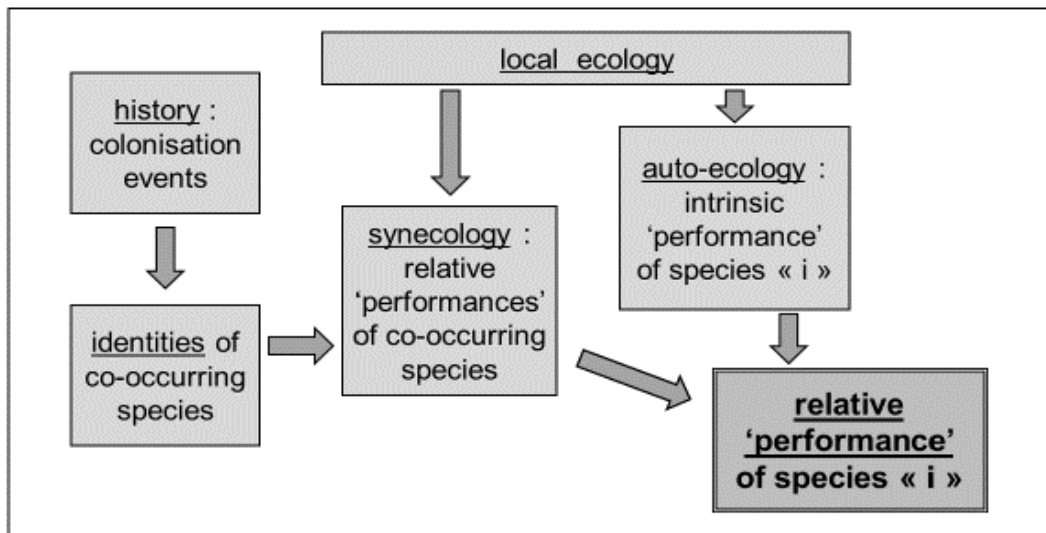 local ecology
history :
colonisation
events
auto-ecology :
intrinsic
‘performance’
of species « i »
synecology :
relative
‘performances’
of co-occurring
species
identities of
co-occurring
species
relative
‘performance’
of species « i »